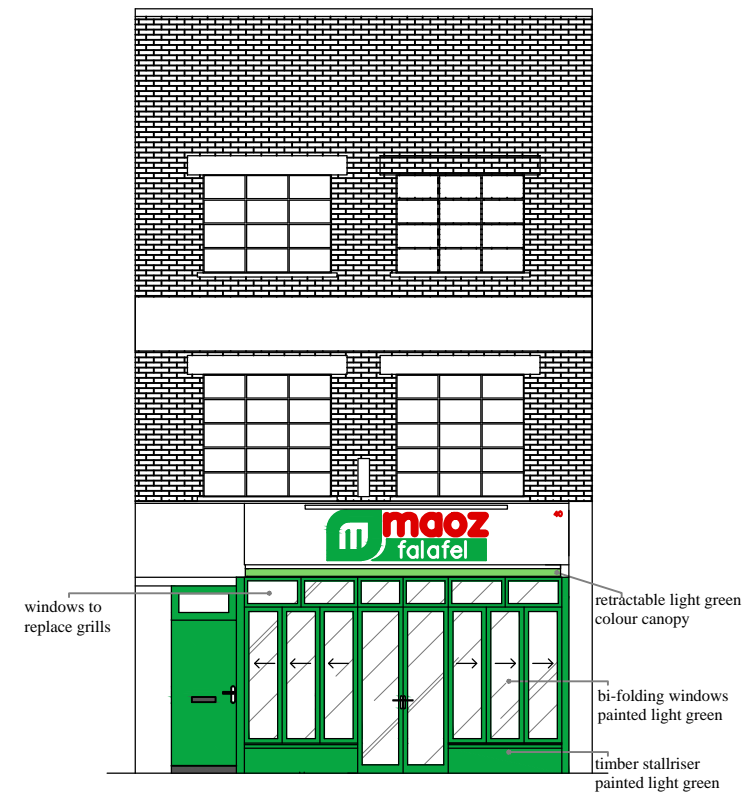 m maoz
falafel
40
windows to
replace grills
retractable light green
colour canopy
bi-folding windows
painted light green
timber stallriser
painted light green